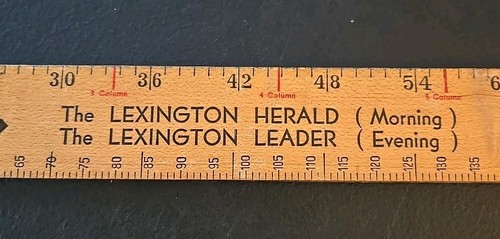 30 36 42 48 54 6
3 Column 4 Column 5 Column
The LEXINGTON HERALD ( Morning )
The LEXINGTON LEADER ( Evening )
65 70 75 80 85 90 95 100 105 110 115 120 125 130 135